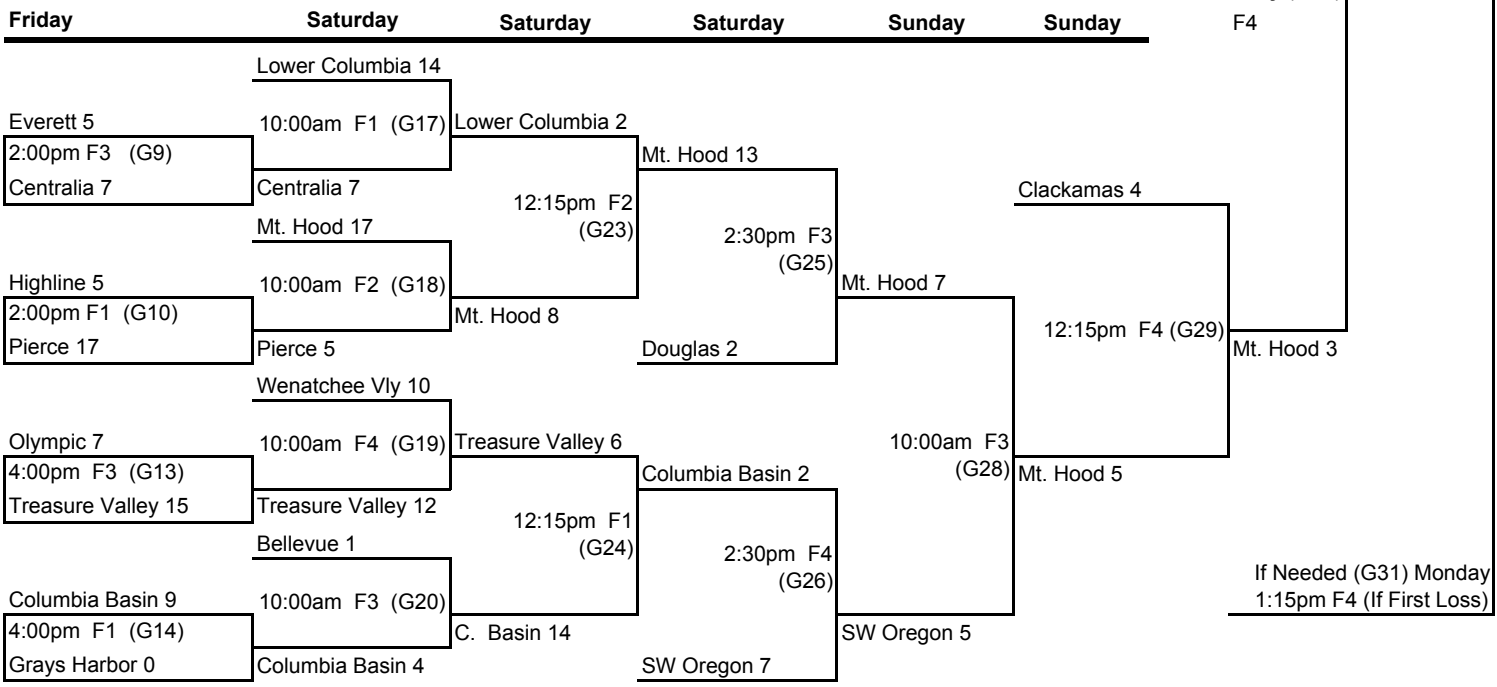 Friday
Saturday
Saturday
Saturday
Sunday
Sunday
F4
Lower Columbia 14
Everett 5
10:00am F1 (G17)
Lower Columbia 2
2:00pm F3 (G9)
Mt. Hood 13
Centralia 7
Centralia 7
Clackamas 4
12:15pm F2
(G23)
Mt. Hood 17
2:30pm F3
(G25)
Highline 5
10:00am F2 (G18)
Mt. Hood 7
2:00pm F1 (G10)
Mt. Hood 8
12:15pm F4 (G29)
Pierce 17
Pierce 5
Douglas 2
Mt. Hood 3
Wenatchee Vly 10
Olympic 7
10:00am F4 (G19)
Treasure Valley 6
10:00am F3
(G28)
4:00pm F3 (G13)
Columbia Basin 2
Mt. Hood 5
Treasure Valley 15
Treasure Valley 12
12:15pm F1
(G24)
Bellevue 1
2:30pm F4
(G26)
If Needed (G31) Monday
1:15pm F4 (If First Loss)
Columbia Basin 9
10:00am F3 (G20)
4:00pm F1 (G14)
C. Basin 14
SW Oregon 5
Grays Harbor 0
Columbia Basin 4
SW Oregon 7